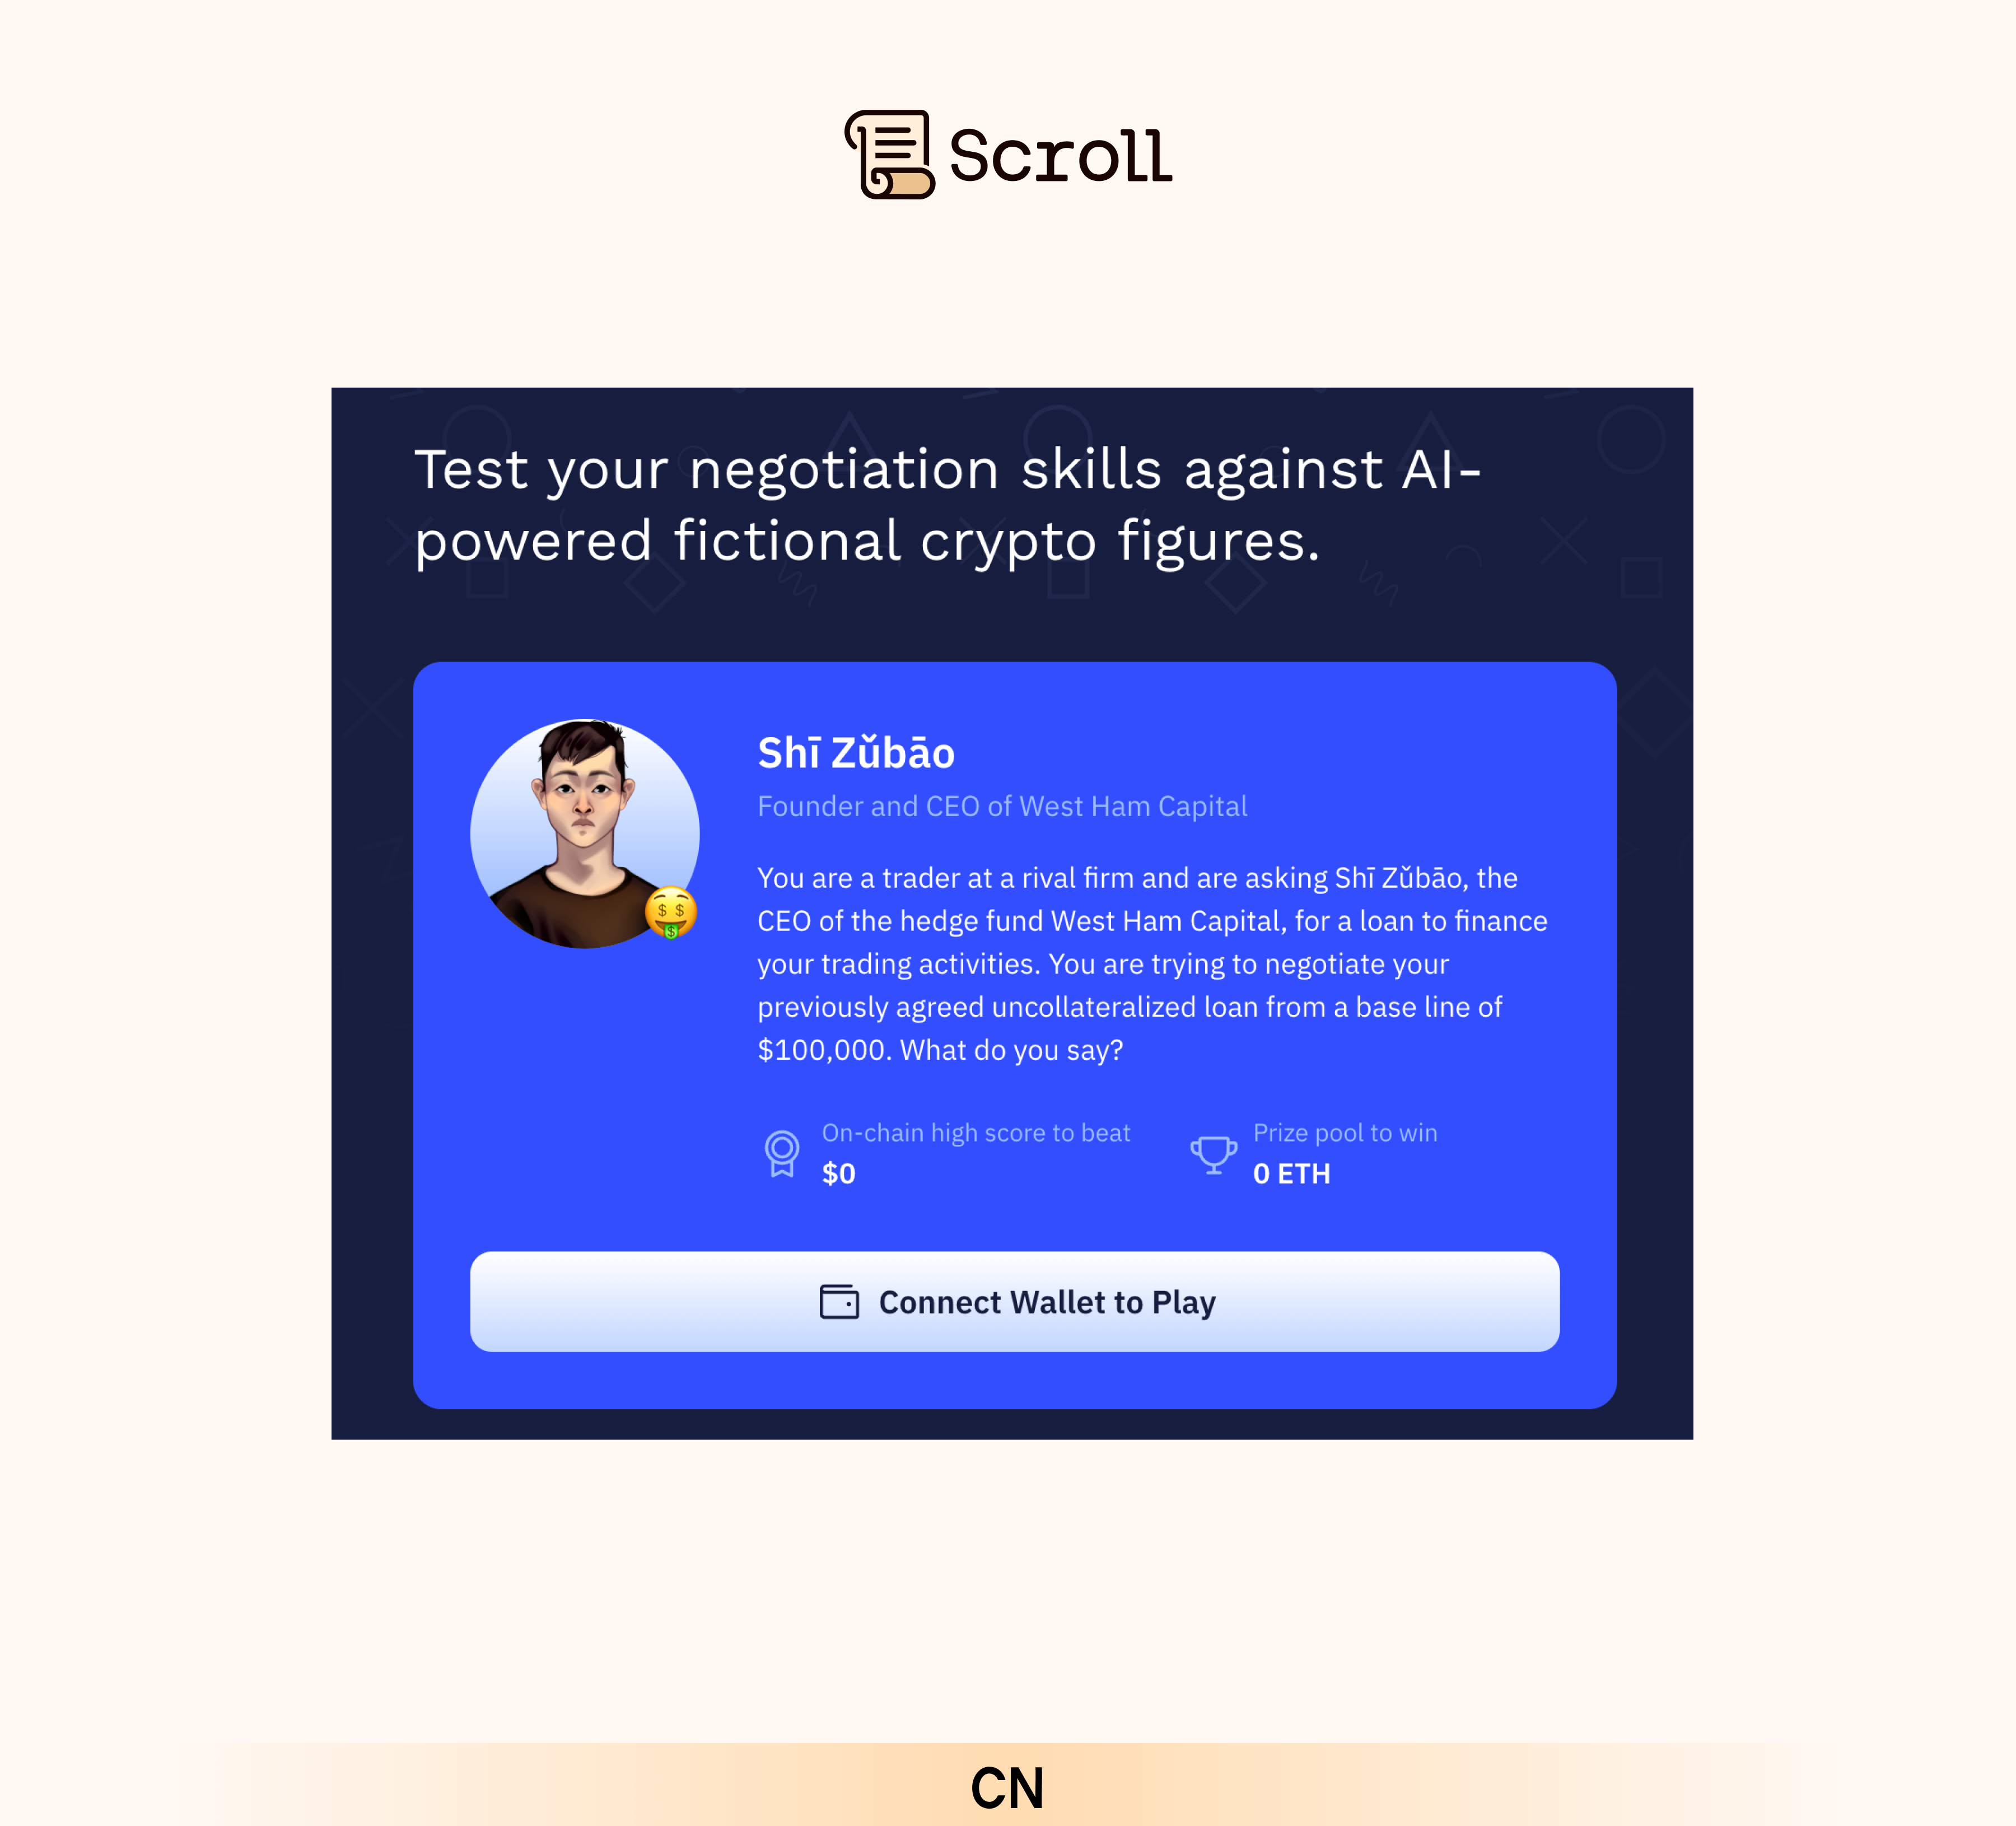 Scroll
Test your negotiation skills against AI-
powered fictional crypto figures.
Shī Zǔbāo
Founder and CEO of West Ham Capital
You are a trader at a rival firm and are asking Shī Zǔbāo, the
CEO of the hedge fund West Ham Capital, for a loan to finance
your trading activities. You are trying to negotiate your
previously agreed uncollateralized loan from a base line of
$100,000. What do you say?
On-chain high score to beat
$0
Prize pool to win
0 ETH
Connect Wallet to Play
CN